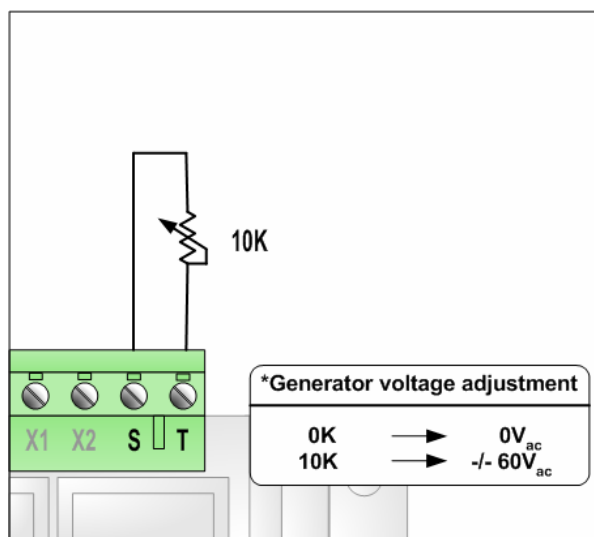 10K
X1 X2 S T
*Generator voltage adjustment
0K 0Vac
10K -/- 60Vac